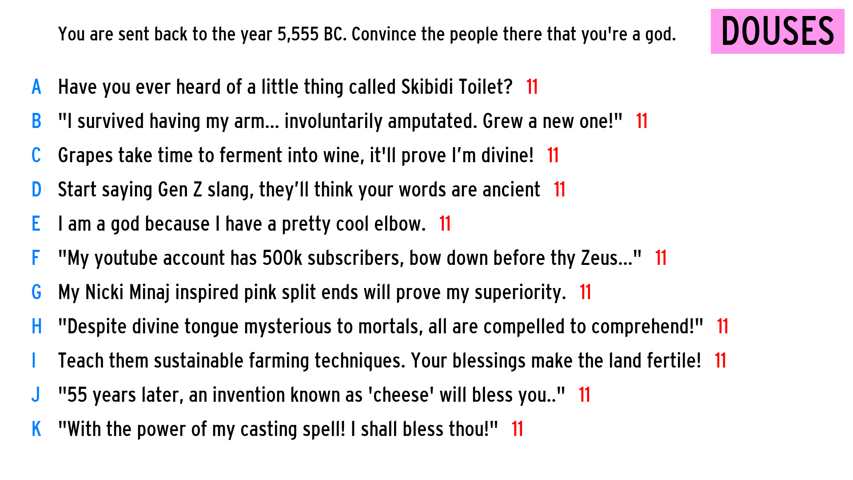 You are sent back to the year 5,555 BC. Convince the people there that you're a god.
DOUSES
A Have you ever heard of a little thing called Skibidi Toilet? 11
B "I survived having my arm... involuntarily amputated. Grew a new one!" 11
C Grapes take time to ferment into wine, it'll prove I’m divine! 11
D Start saying Gen Z slang, they’ll think your words are ancient 11
E I am a god because I have a pretty cool elbow. 11
F "My youtube account has 500k subscribers, bow down before thy Zeus..." 11
G My Nicki Minaj inspired pink split ends will prove my superiority. 11
H "Despite divine tongue mysterious to mortals, all are compelled to comprehend!" 11
I Teach them sustainable farming techniques. Your blessings make the land fertile! 11
J "55 years later, an invention known as 'cheese' will bless you.." 11
K "With the power of my casting spell! I shall bless thou!" 11